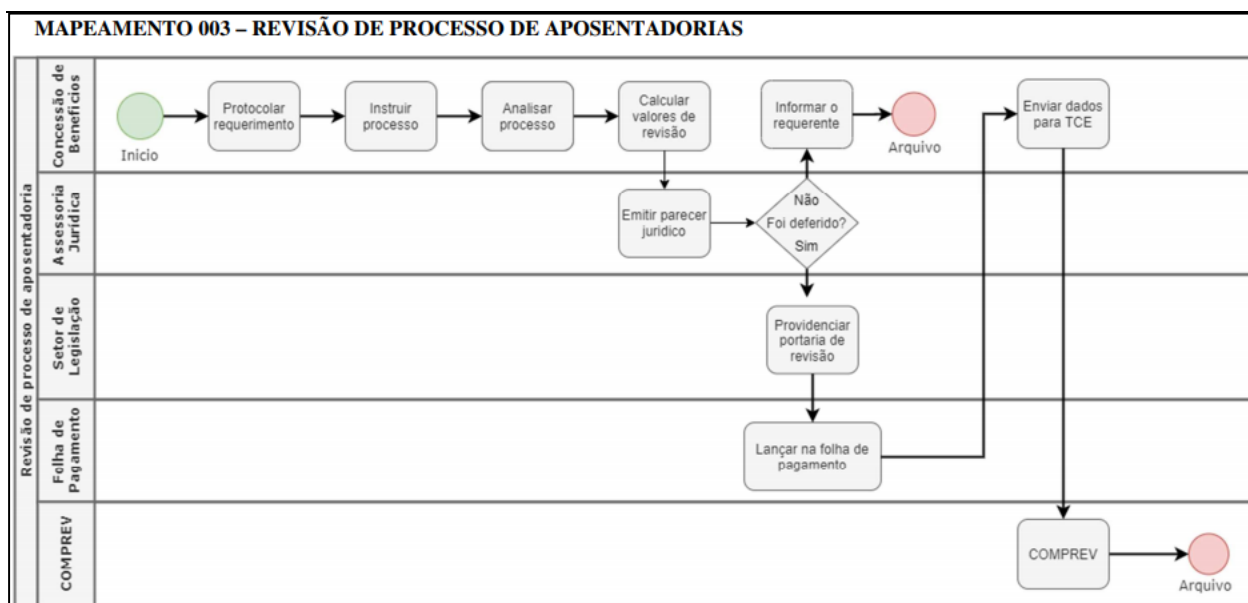 MAPEAMENTO 003 – REVISÃO DE PROCESSO DE APOSENTADORIAS
Revisão de processo de aposentadoria
Concessão de
Benefícios
Inicio
Protocolar
requerimento
Instruir
processo
Analisar
processo
Calcular
valores de
revisão
Informar o
requerente
Arquivo
Enviar dados
para TCE
Assessoria
Jurídica
Emitir parecer
jurídico
Não
Foi deferido?
Sim
Setor de
Legislação
Providenciar
portaria de
revisão
Folha de
Pagamento
Lançar na folha de
pagamento
COMPREV
COMPREV
Arquivo